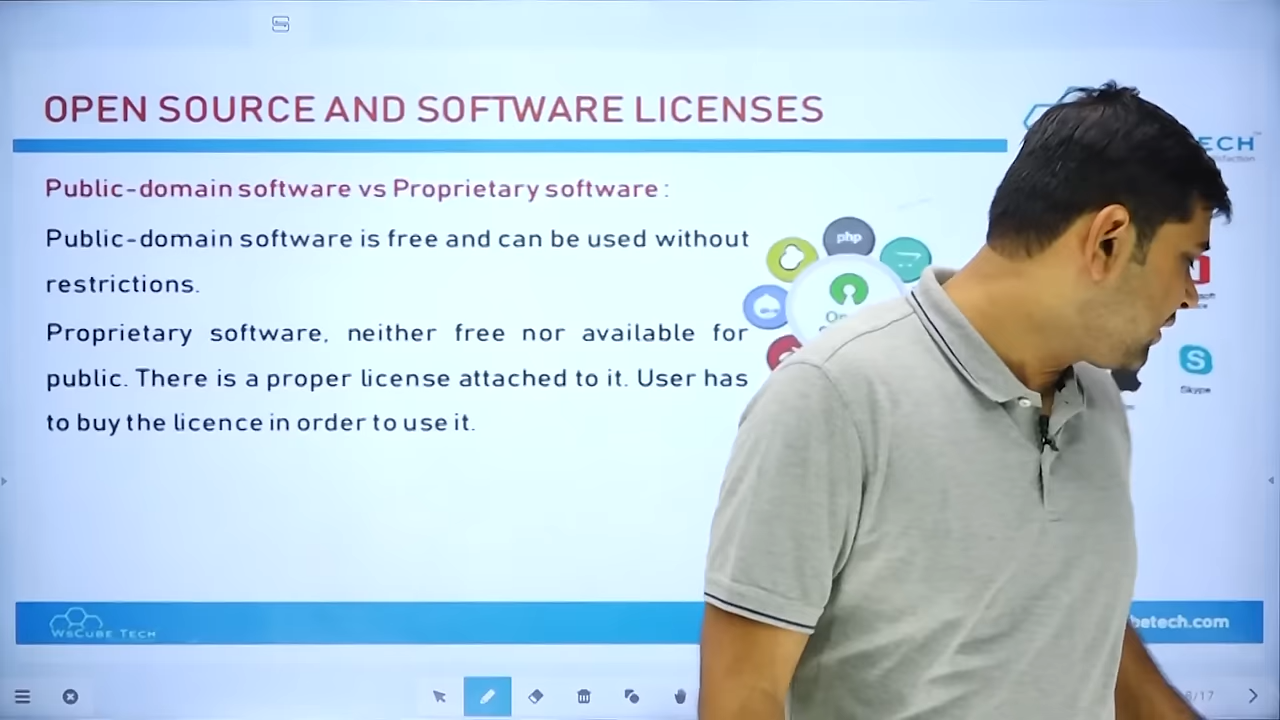 OPEN SOURCE AND SOFTWARE LICENSES
ECH
Public-domain software vs Proprietary software :
Public-domain software is free and can be used without
restrictions.
Proprietary software, neither free nor available for
public. There is a proper license attached to it. User has
to buy the licence in order to use it.
php
Skype
WsCube Tech
betech.com
/17